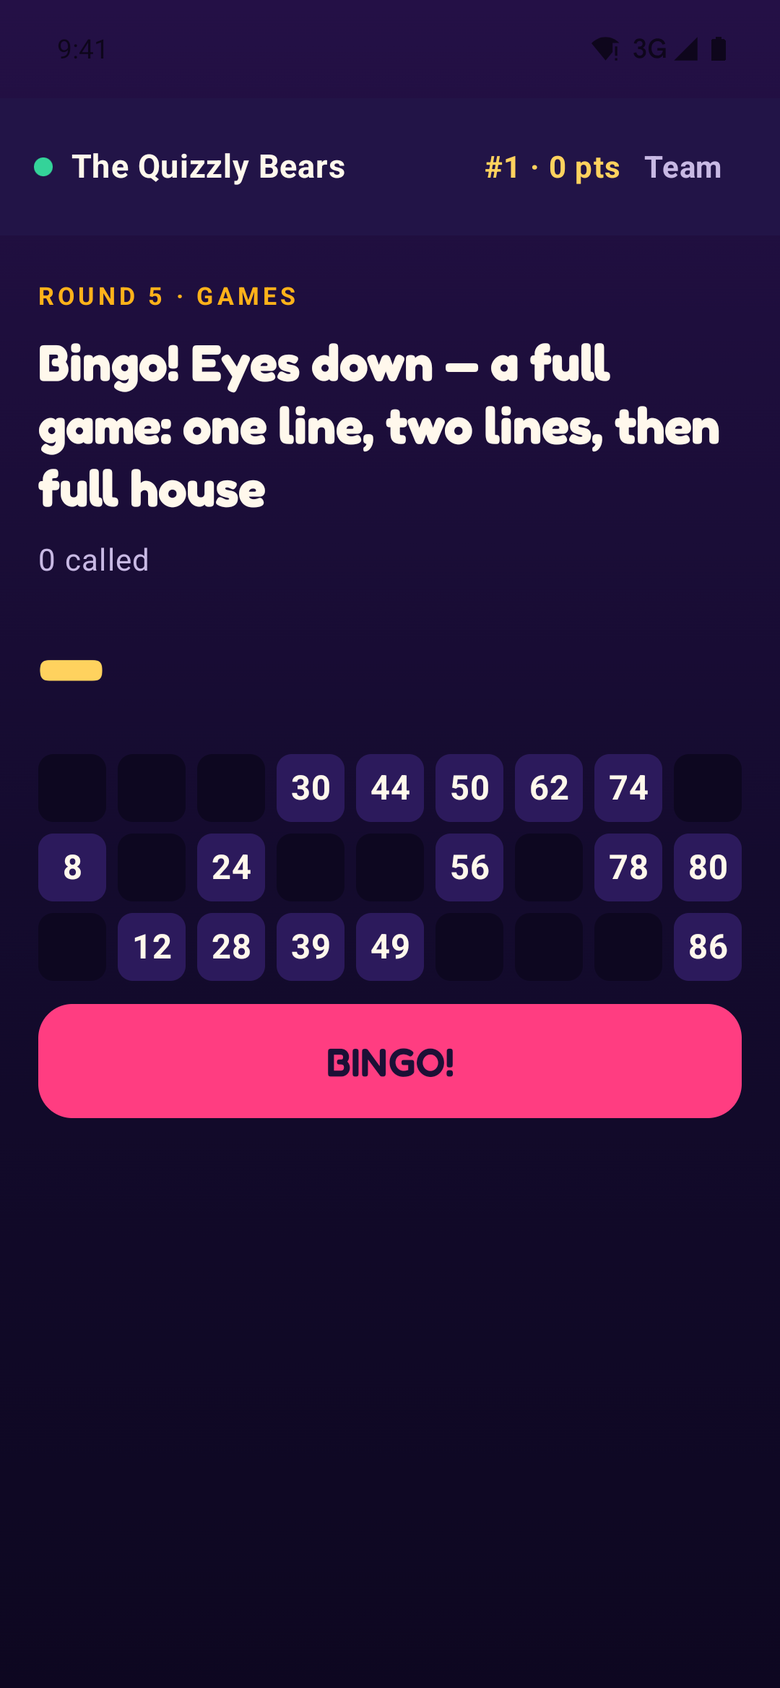 9:41 3G
The Quizzly Bears #1 · 0 pts Team
ROUND 5 · GAMES
Bingo! Eyes down — a full
game: one line, two lines, then
full house
0 called
30 44 50 62 74
8 24 56 78 80
12 28 39 49 86
BINGO!